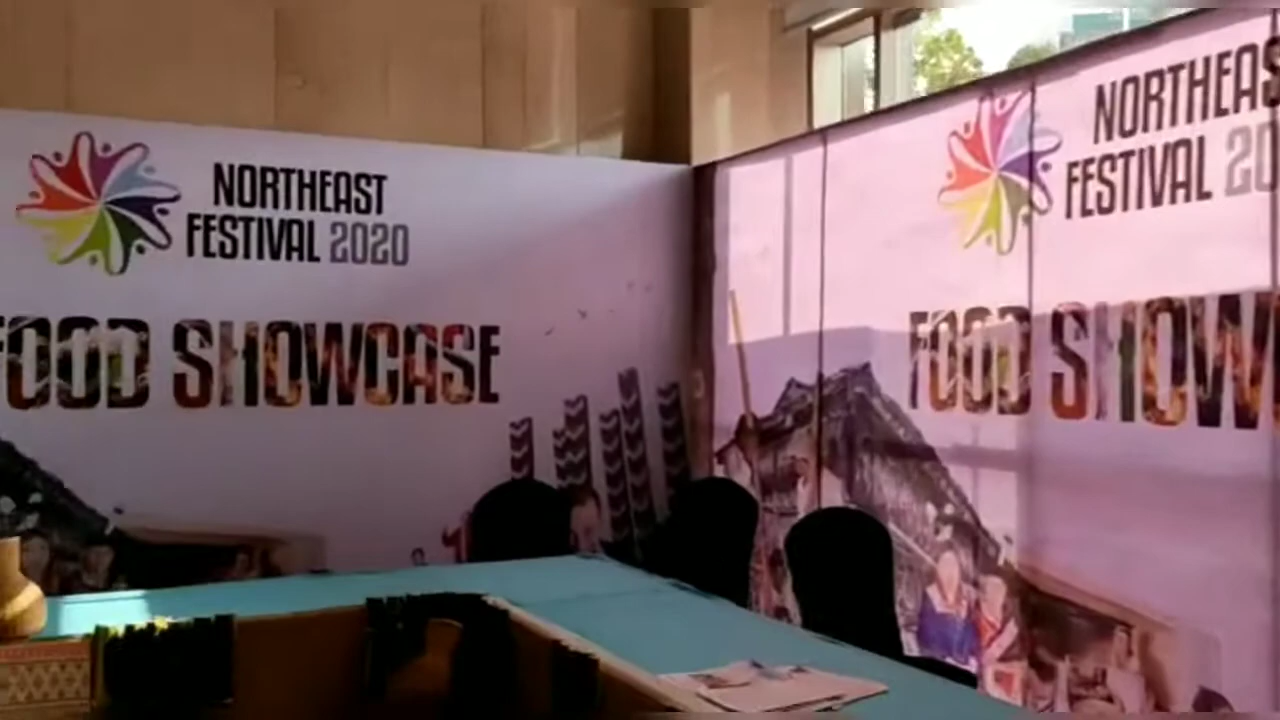 NORTHEAST
FESTIVAL 2020
FOOD SHOWCASE
NORTHEAS
FESTIVAL 20
FOOD SHOW